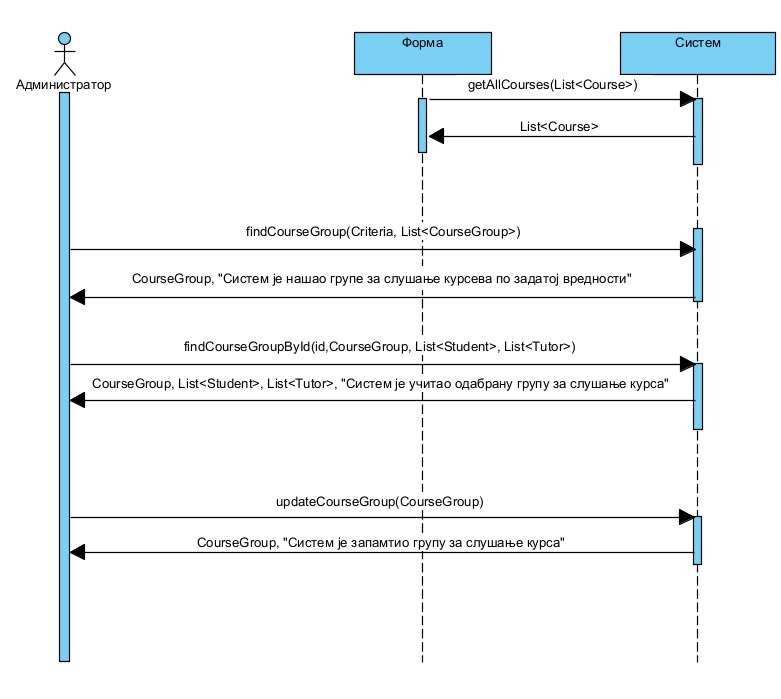 Форма
Систем
Администратор
getAllCourses(List<Course>)
List<Course>
findCourseGroup(Criteria, List<CourseGroup>)
CourseGroup, "Систем је нашао групе за слушање курсева по задатој вредности"
findCourseGroupById(id,CourseGroup, List<Student>, List<Tutor>)
CourseGroup, List<Student>, List<Tutor>, "Систем је учитао одабрану групу за слушање курса"
updateCourseGroup(CourseGroup)
CourseGroup, "Систем је запамтио групу за слушање курса"